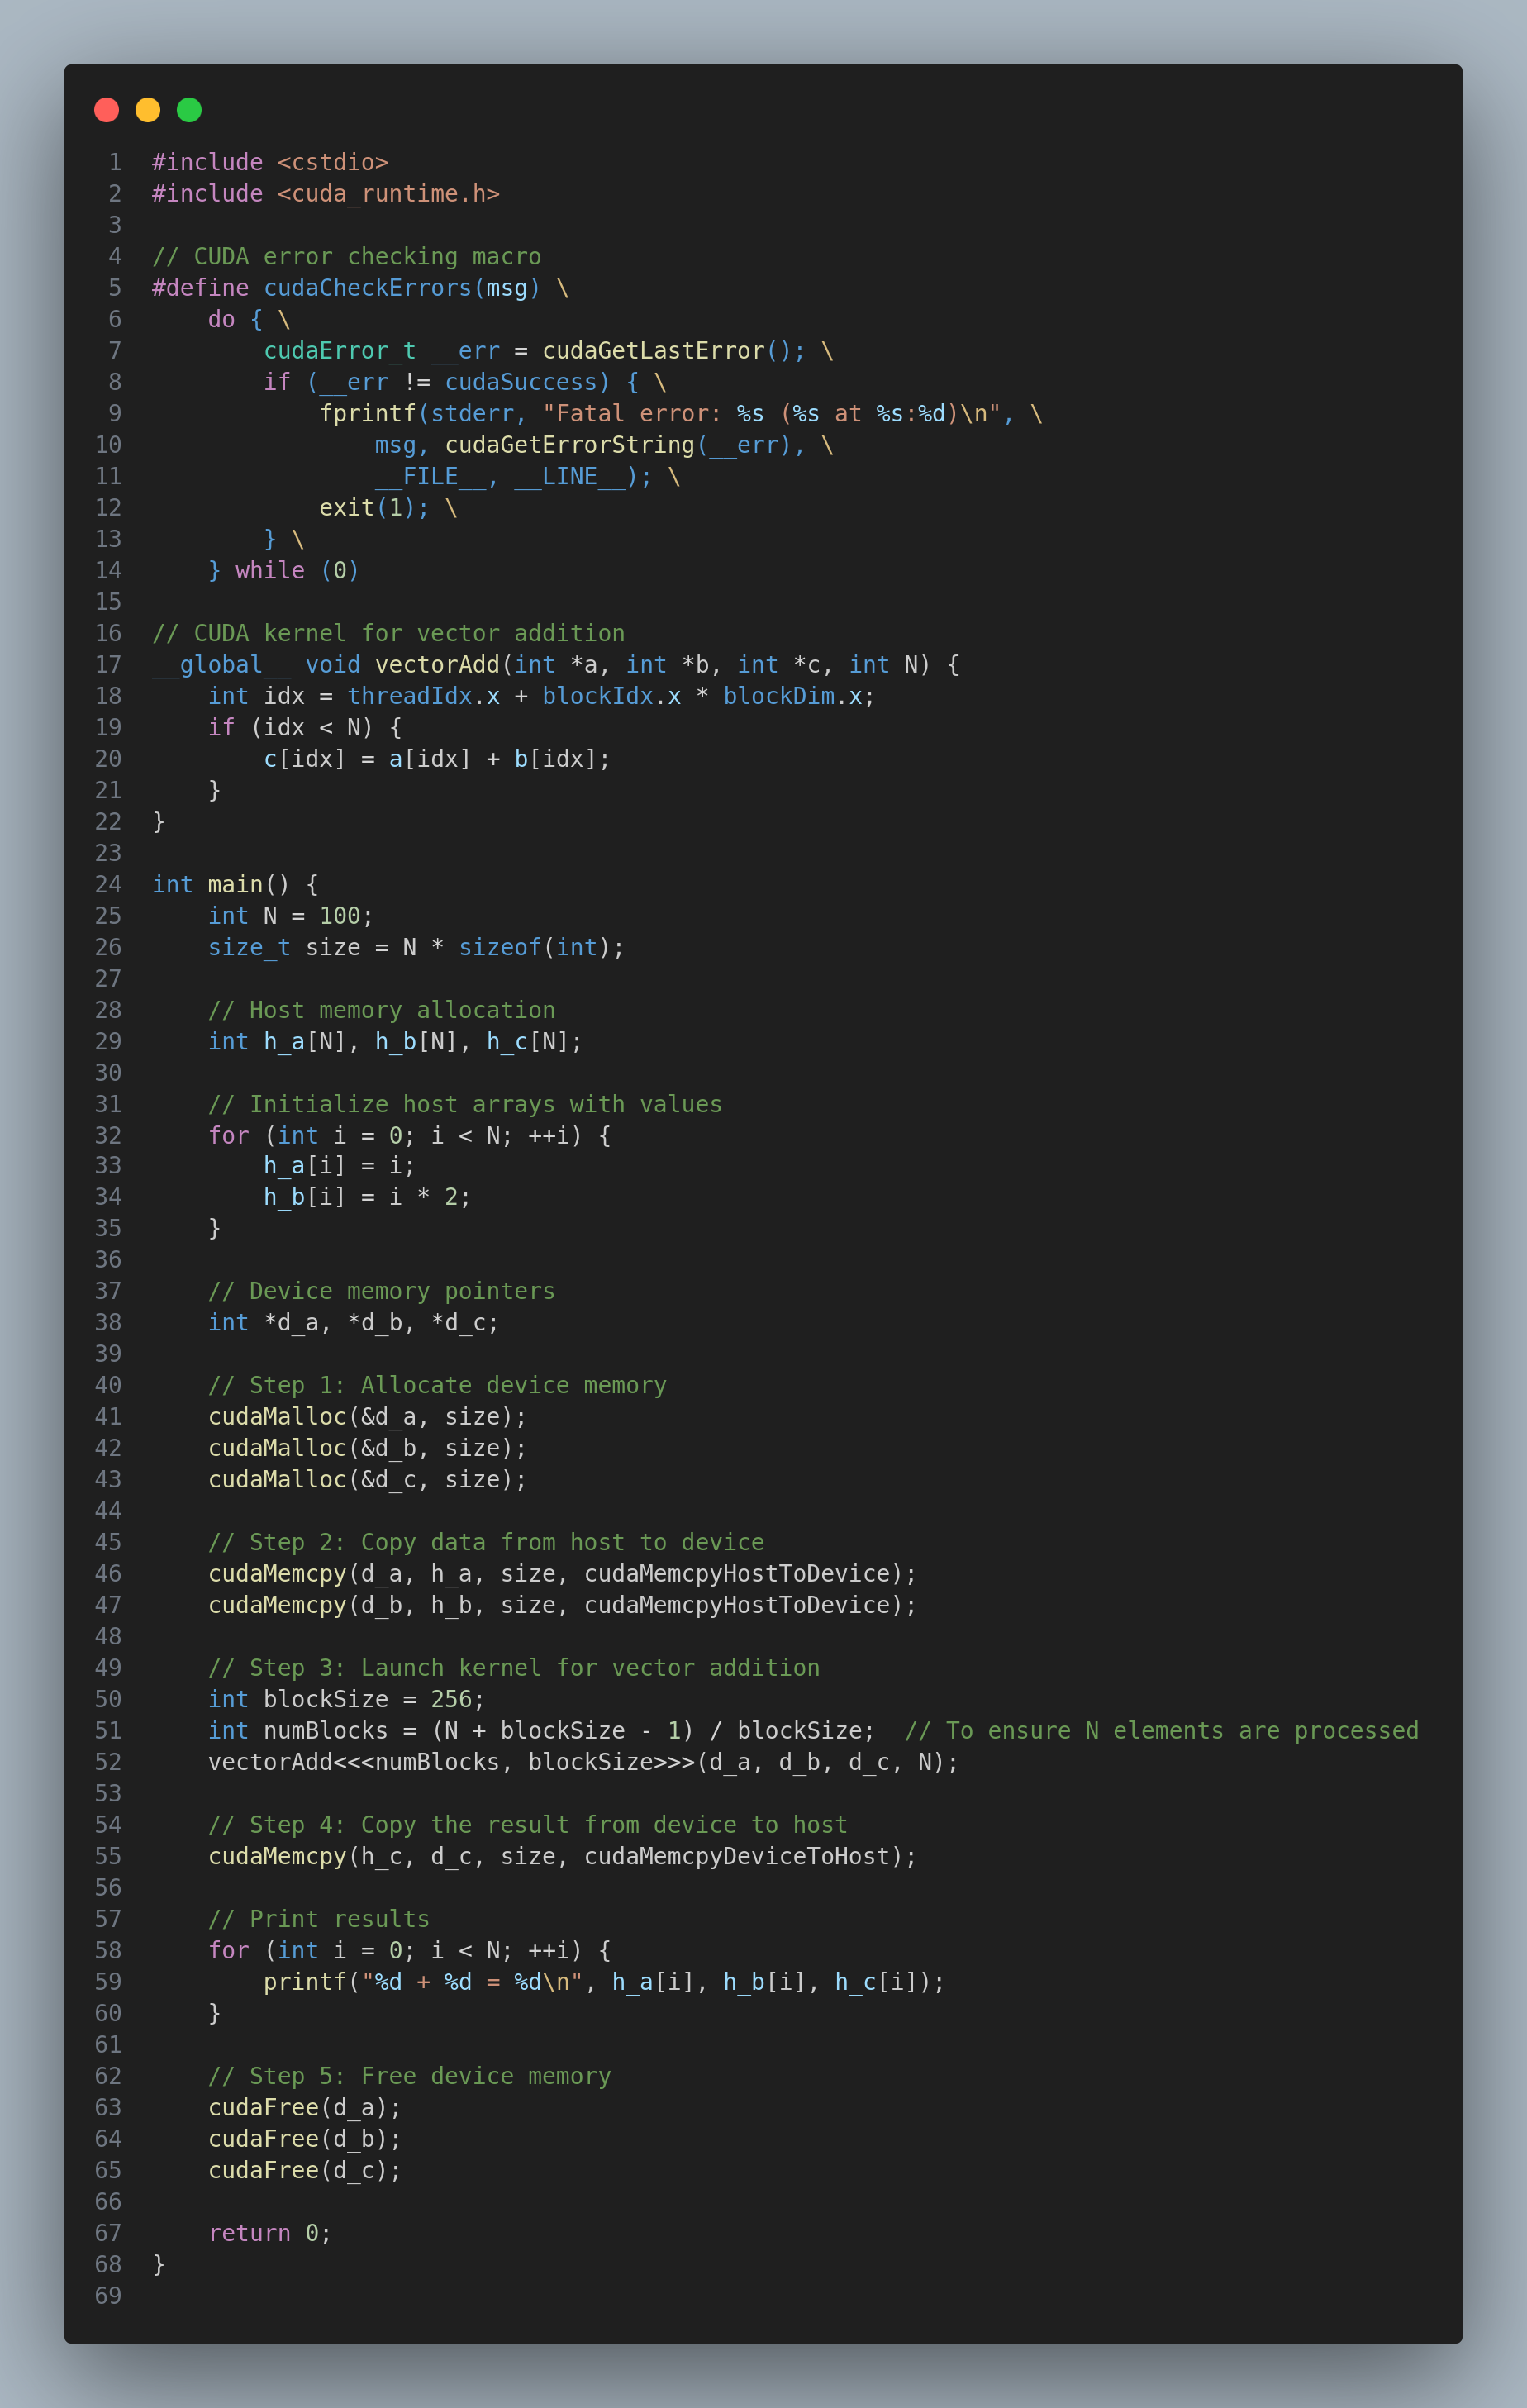 1 #include <cstdio>
2 #include <cuda_runtime.h>
3
4 // CUDA error checking macro
5 #define cudaCheckErrors(msg) \
6     do { \
7         cudaError_t __err = cudaGetLastError(); \
8         if (__err != cudaSuccess) { \
9             fprintf(stderr, "Fatal error: %s (%s at %s:%d)\n", \
10                 msg, cudaGetErrorString(__err), \
11                 __FILE__, __LINE__); \
12             exit(1); \
13         } \
14     } while (0)
15
16 // CUDA kernel for vector addition
17 __global__ void vectorAdd(int *a, int *b, int *c, int N) {
18     int idx = threadIdx.x + blockIdx.x * blockDim.x;
19     if (idx < N) {
20         c[idx] = a[idx] + b[idx];
21     }
22 }
23
24 int main() {
25     int N = 100;
26     size_t size = N * sizeof(int);
27
28     // Host memory allocation
29     int h_a[N], h_b[N], h_c[N];
30
31     // Initialize host arrays with values
32     for (int i = 0; i < N; ++i) {
33         h_a[i] = i;
34         h_b[i] = i * 2;
35     }
36
37     // Device memory pointers
38     int *d_a, *d_b, *d_c;
39
40     // Step 1: Allocate device memory
41     cudaMalloc(&d_a, size);
42     cudaMalloc(&d_b, size);
43     cudaMalloc(&d_c, size);
44
45     // Step 2: Copy data from host to device
46     cudaMemcpy(d_a, h_a, size, cudaMemcpyHostToDevice);
47     cudaMemcpy(d_b, h_b, size, cudaMemcpyHostToDevice);
48
49     // Step 3: Launch kernel for vector addition
50     int blockSize = 256;
51     int numBlocks = (N + blockSize - 1) / blockSize;  // To ensure N elements are processed
52     vectorAdd<<<numBlocks, blockSize>>>(d_a, d_b, d_c, N);
53
54     // Step 4: Copy the result from device to host
55     cudaMemcpy(h_c, d_c, size, cudaMemcpyDeviceToHost);
56
57     // Print results
58     for (int i = 0; i < N; ++i) {
59         printf("%d + %d = %d\n", h_a[i], h_b[i], h_c[i]);
60     }
61
62     // Step 5: Free device memory
63     cudaFree(d_a);
64     cudaFree(d_b);
65     cudaFree(d_c);
66
67     return 0;
68 }
69